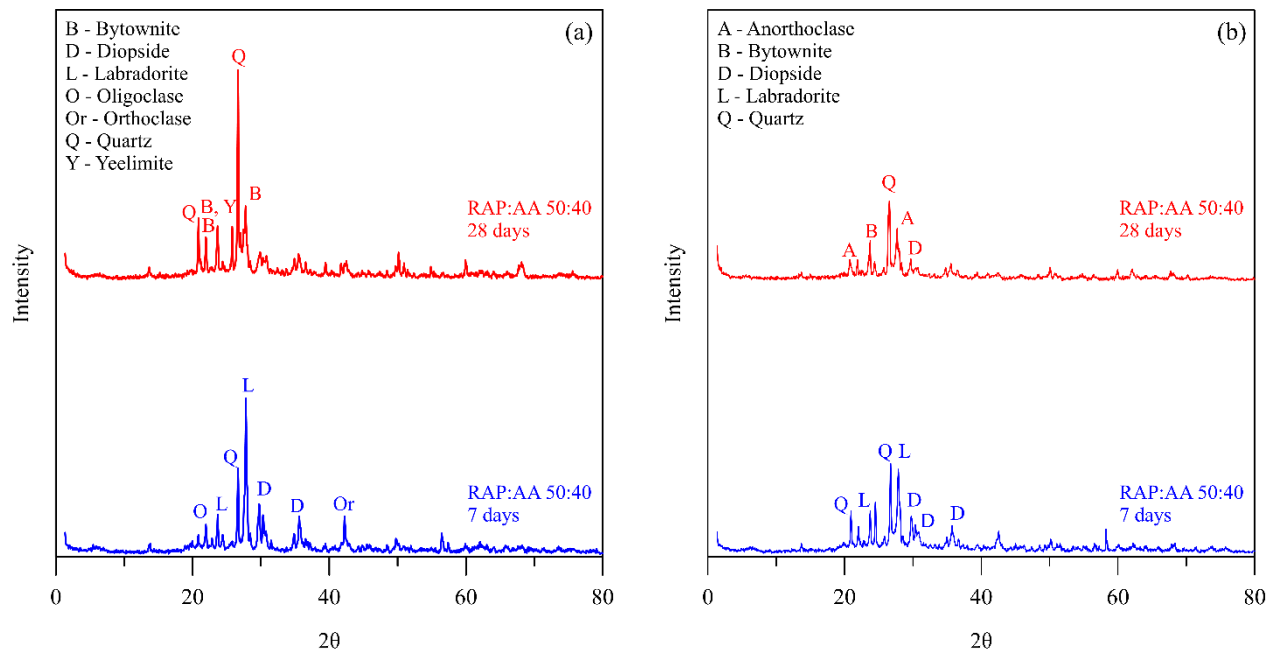 B - Bytownite
D - Diopside
L - Labradorite
O - Oligoclase
Or - Orthoclase
Q - Quartz
Y - Yeelimite
(a)
Q
Q
B
B, Y
B
RAP:AA 50:40
28 days
O
L
Q
L
D
D
Or
RAP:AA 50:40
7 days
Intensity
0
20
40
60
80
2θ
A - Anorthoclase
B - Bytownite
D - Diopside
L - Labradorite
Q - Quartz
(b)
A
B
Q
A
D
RAP:AA 50:40
28 days
Q
L
Q
L
D
D
D
RAP:AA 50:40
7 days
Intensity
0
20
40
60
80
2θ